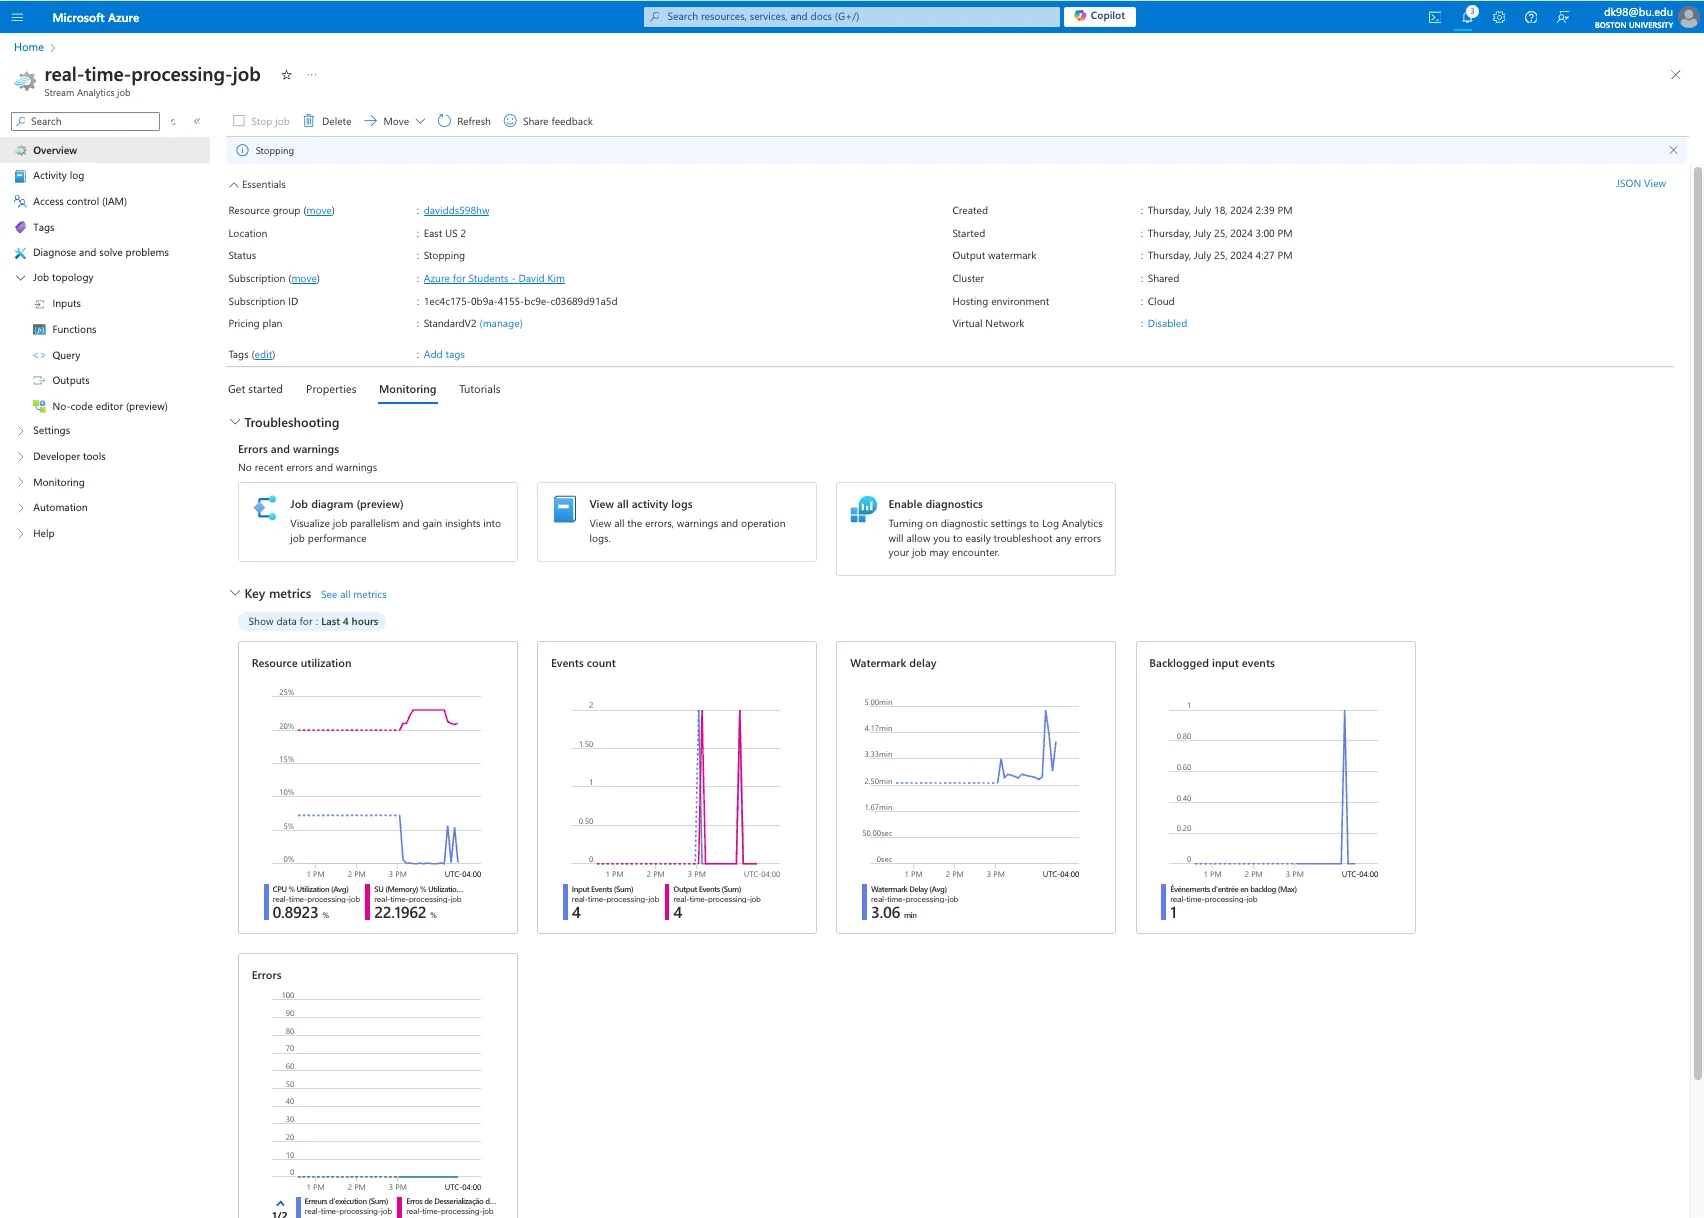 Microsoft Azure
Search resources, services, and docs (G+/)
Copilot
3
dk98@bu.edu
BOSTON UNIVERSITY
Home
real-time-processing-job
...
Stream Analytics job
Search
Stop job
Delete
Move
Refresh
Share feedback
Overview
Activity log
Access control (IAM)
Tags
Diagnose and solve problems
Job topology
Inputs
Functions
Query
Outputs
No-code editor (preview)
Settings
Developer tools
Monitoring
Automation
Help
Stopping
Essentials
JSON View
Resource group (move) : davidds598hw
Location : East US 2
Status : Stopping
Subscription (move) : Azure for Students - David Kim
Subscription ID : 1ec4c175-0b9a-4155-bc9e-c03689d91a5d
Pricing plan : StandardV2 (manage)
Tags (edit) : Add tags
Created : Thursday, July 18, 2024 2:39 PM
Started : Thursday, July 25, 2024 3:00 PM
Output watermark : Thursday, July 25, 2024 4:27 PM
Cluster : Shared
Hosting environment : Cloud
Virtual Network : Disabled
Get started Properties Monitoring Tutorials
Troubleshooting
Errors and warnings
No recent errors and warnings
Job diagram (preview)
Visualize job parallelism and gain insights into
job performance
View all activity logs
View all the errors, warnings and operation
logs.
Enable diagnostics
Turning on diagnostic settings to Log Analytics
will allow you to easily troubleshoot any errors
your job may encounter.
Key metrics See all metrics
Show data for : Last 4 hours
Resource utilization
25%
20%
15%
10%
5%
0%
1 PM 2 PM 3 PM UTC-04:00
CPU % Utilization (Avg)
real-time-processing-job
0.8923 %
SU (Memory) % Utilizatio...
real-time-processing-job
22.1962 %
Events count
2
1.50
1
0.50
0
1 PM 2 PM 3 PM UTC-04:00
Input Events (Sum)
real-time-processing-job
4
Output Events (Sum)
real-time-processing-job
4
Watermark delay
5.00min
4.17min
3.33min
2.50min
1.67min
50.00sec
0sec
1 PM 2 PM 3 PM UTC-04:00
Watermark Delay (Avg)
real-time-processing-job
3.06 min
Backlogged input events
1
0.80
0.60
0.40
0.20
0
1 PM 2 PM 3 PM UTC-04:00
Événements d'entrée en backlog (Max)
real-time-processing-job
1
Errors
100
90
80
70
60
50
40
30
20
10
0
1 PM 2 PM 3 PM UTC-04:00
1/2
Erreurs d'exécution (Sum)
real-time-processing-job
Erros de Desserialização d...
real-time-processing-job